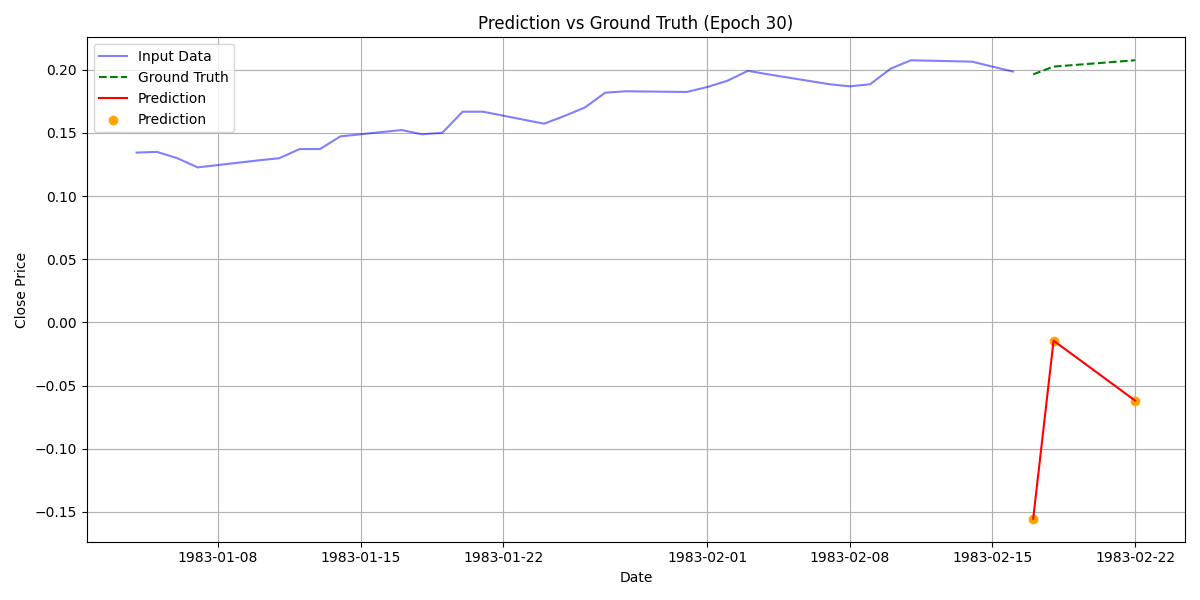 Prediction vs Ground Truth (Epoch 30)
Input Data
Ground Truth
Prediction
Prediction
Close Price
0.20
0.15
0.10
0.05
0.00
−0.05
−0.10
−0.15
1983-01-08
1983-01-15
1983-01-22
1983-02-01
1983-02-08
1983-02-15
1983-02-22
Date